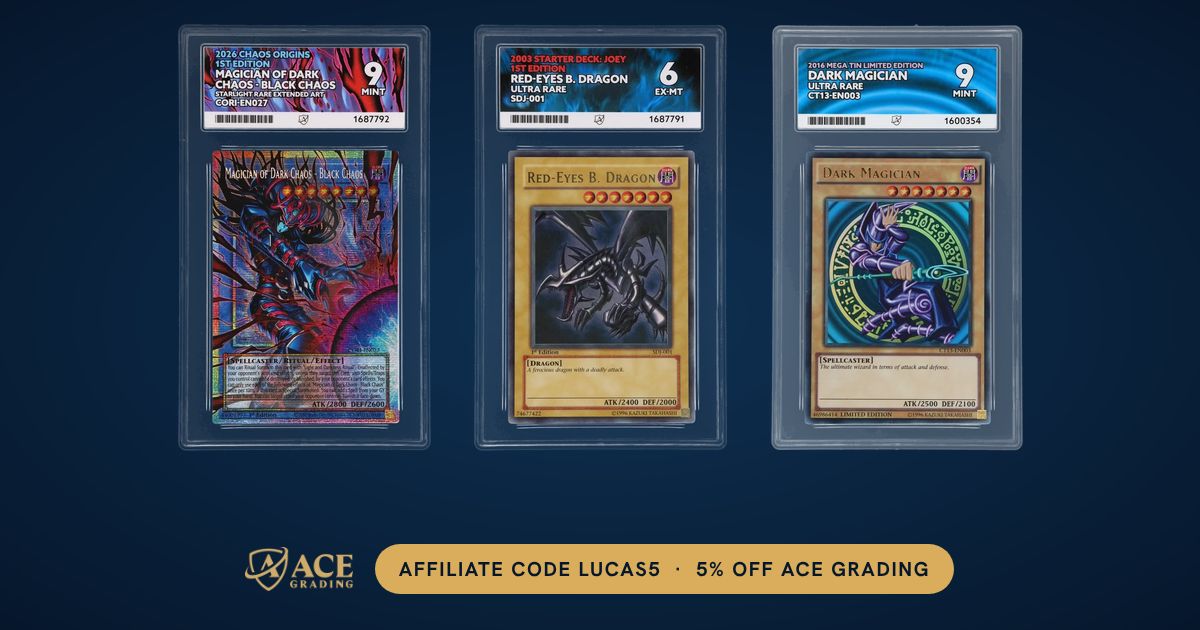 2026 CHAOS ORIGINS
1ST EDITION
MAGICIAN OF DARK
CHAOS - BLACK CHAOS
STARLIGHT RARE EXTENDED ART
CORI-EN027
9
MINT
1687792
MAGICIAN OF DARK CHAOS - BLACK CHAOS
[SPELLCASTER/RITUAL/EFFECT]
ATK/2800 DEF/2600
1st Edition
2003 STARTER DECK: JOEY
1ST EDITION
RED-EYES B. DRAGON
ULTRA RARE
SDJ-001
6
EX-MT
1687791
RED-EYES B. DRAGON
1st Edition
SDJ-001
[DRAGON]
A ferocious dragon with a deadly attack.
ATK/2400 DEF/2000
74677422
©1996 KAZUKI TAKAHASHI
2016 MEGA TIN LIMITED EDITION
DARK MAGICIAN
ULTRA RARE
CT13-EN003
9
MINT
1600354
DARK MAGICIAN
CT13-EN003
[SPELLCASTER]
The ultimate wizard in terms of attack and defense.
ATK/2500 DEF/2100
46986414 LIMITED EDITION
©1996 KAZUKI TAKAHASHI
ACE
GRADING
AFFILIATE CODE LUCAS5 · 5% OFF ACE GRADING